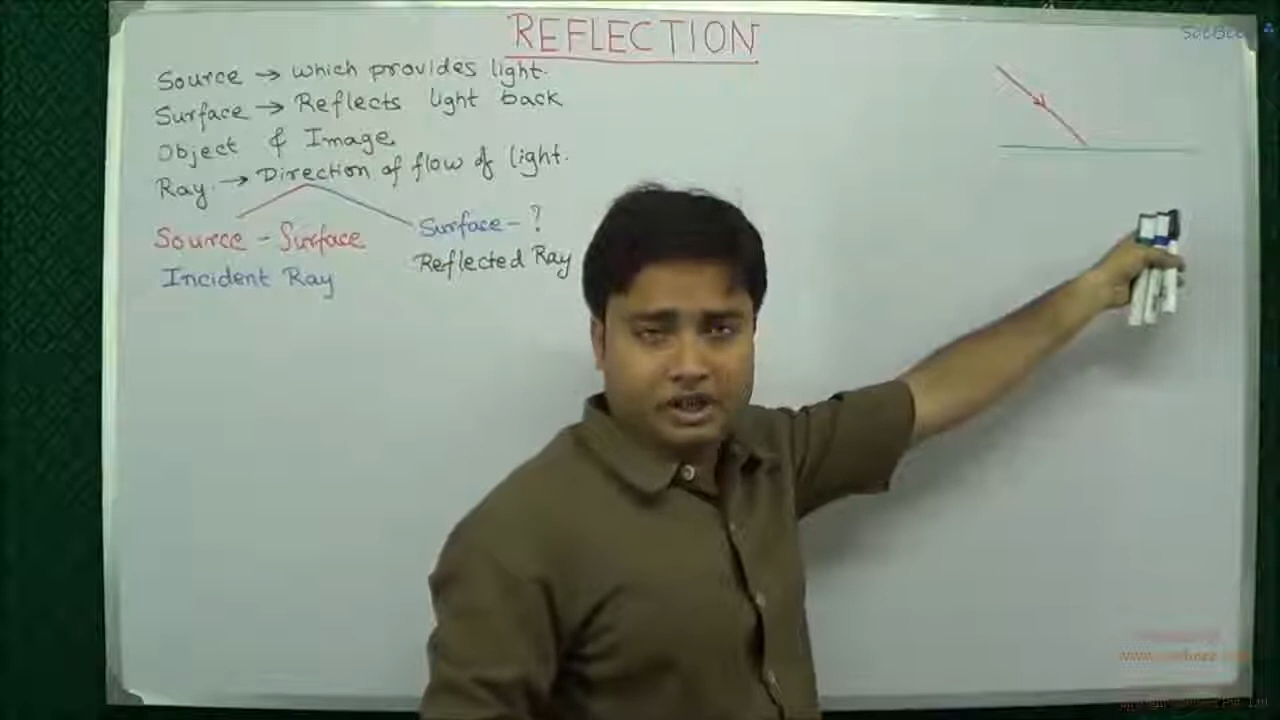 REFLECTION
Source → which provides light.
Surface → Reflects light back
Object & Image
Ray. → Direction of flow of light.
Source - Surface
Surface - ?
Incident Ray
Reflected Ray